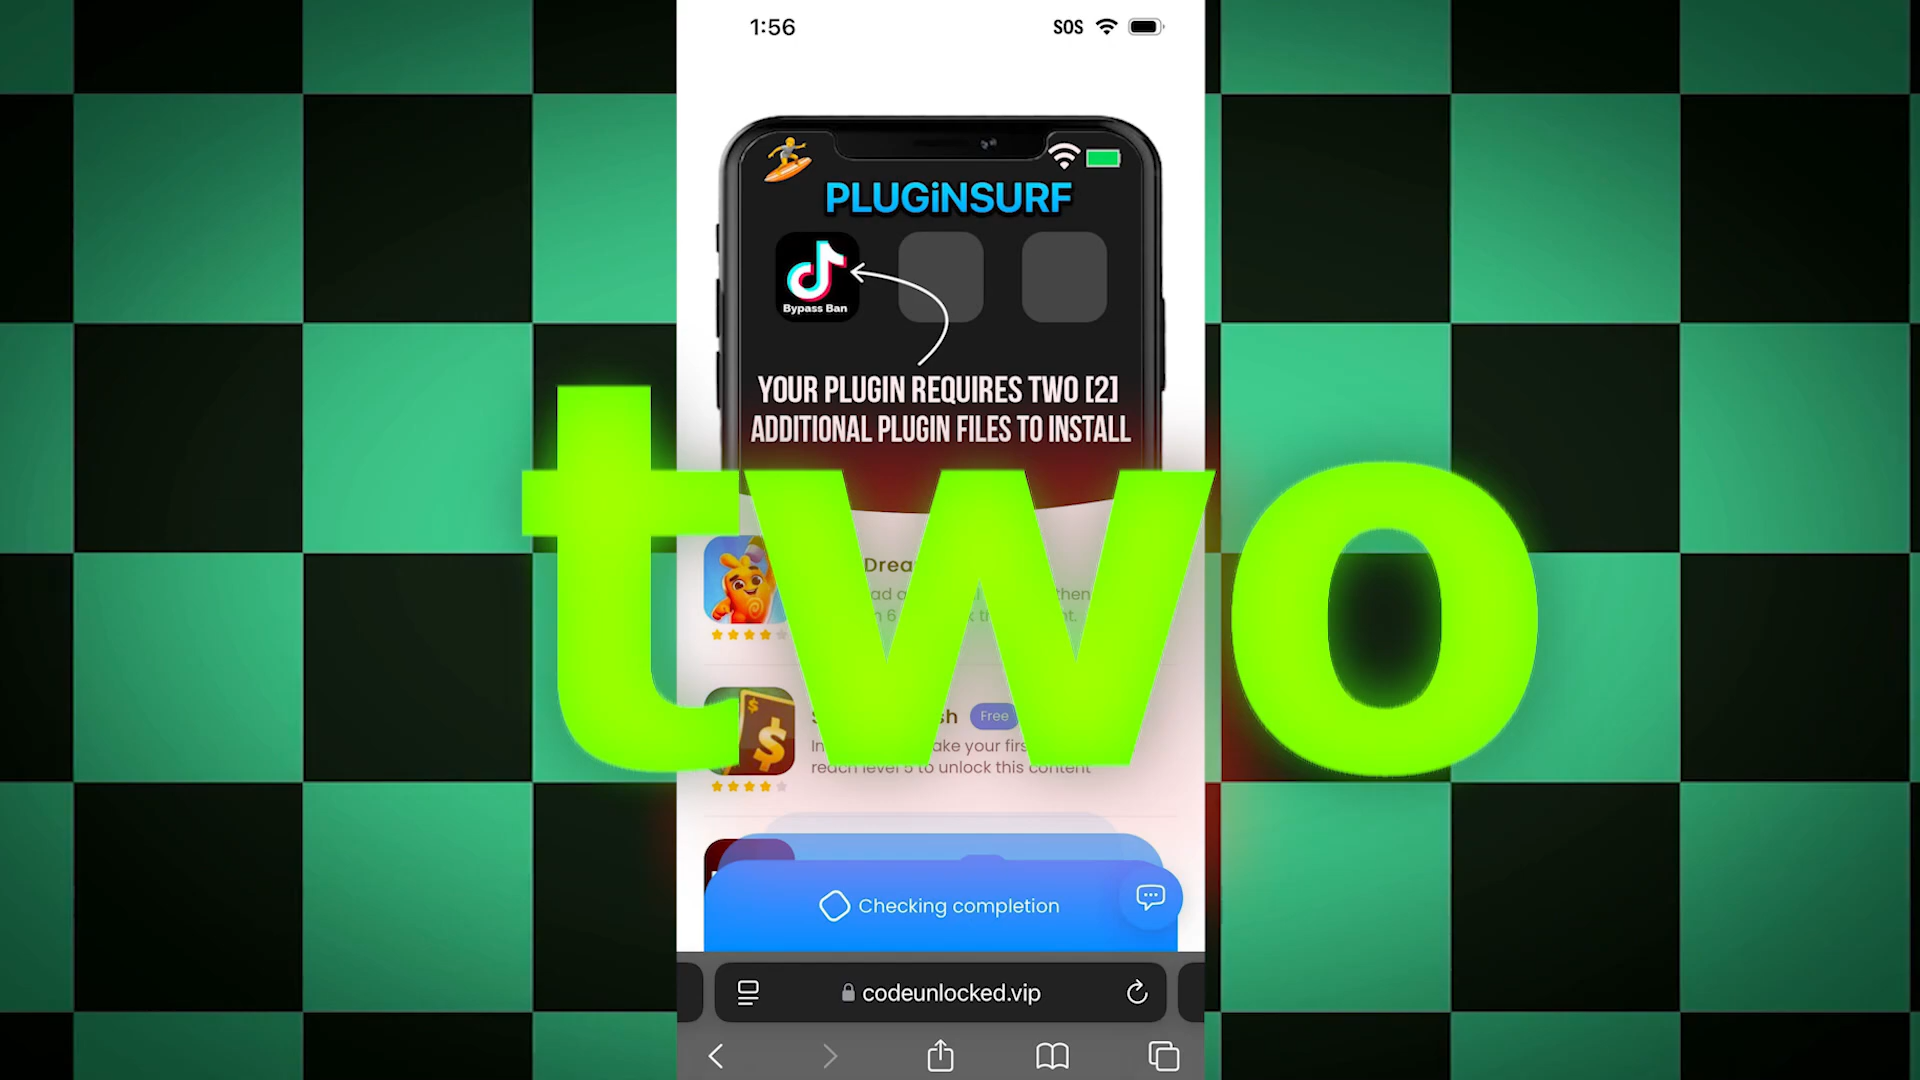 1:56
SOS
PLUGiNSURF
Bypass Ban
YOUR PLUGIN REQUIRES TWO [2]
ADDITIONAL PLUGIN FILES TO INSTALL
two
Free
reach level 5 to unlock this content
Checking completion
codeunlocked.vip